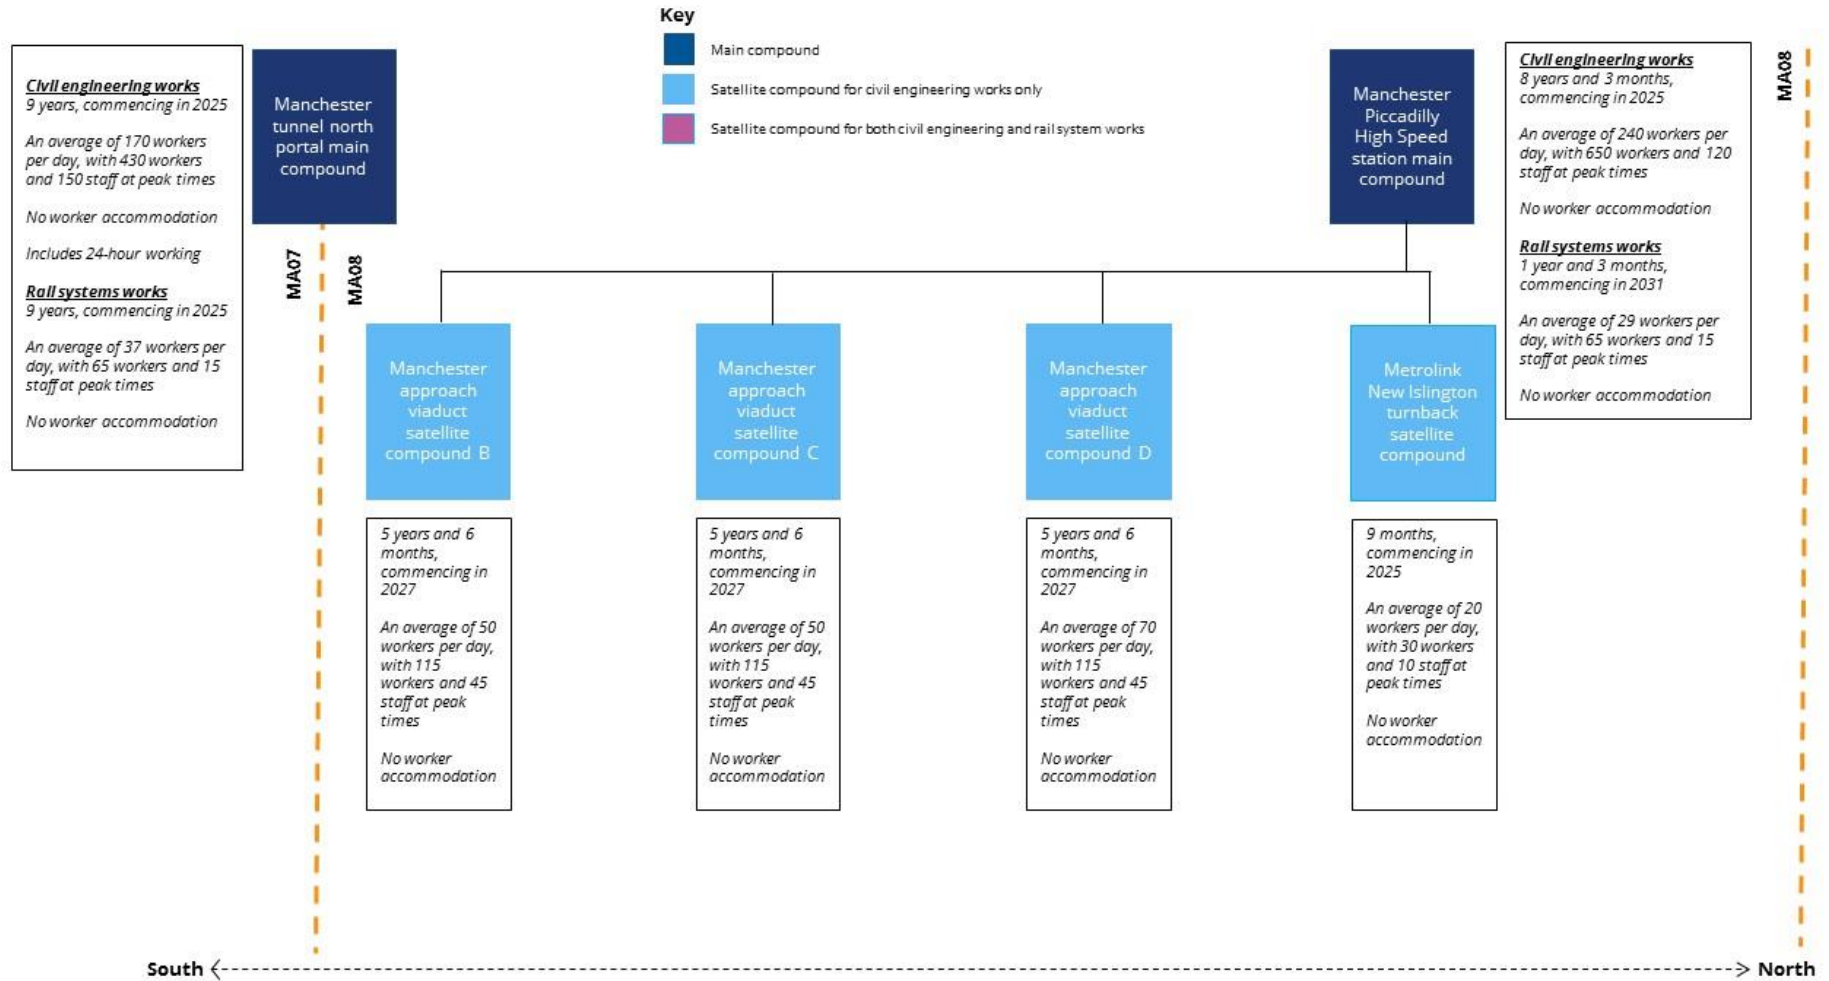 Key
Main compound
Satellite compound for civil engineering works only
Satellite compound for both civil engineering and rail system works
Civil engineering works
9 years, commencing in 2025
An average of 170 workers
per day, with 430 workers
and 150 staff at peak times
No worker accommodation
Includes 24-hour working
Rail systems works
9 years, commencing in 2025
An average of 37 workers per
day, with 65 workers and 15
staff at peak times
No worker accommodation
Manchester
tunnel north
portal main
compound
MA07
MA08
Manchester
Piccadilly
High Speed
station main
compound
Civil engineering works
8 years and 3 months,
commencing in 2025
An average of 240 workers per
day, with 650 workers and 120
staff at peak times
No worker accommodation
Rail systems works
1 year and 3 months,
commencing in 2031
An average of 29 workers per
day, with 65 workers and 15
staff at peak times
No worker accommodation
MA08
Manchester
approach
viaduct
satellite
compound B
5 years and 6
months,
commencing in
2027
An average of 50
workers per day,
with 115
workers and 45
staff at peak
times
No worker
accommodation
Manchester
approach
viaduct
satellite
compound C
5 years and 6
months,
commencing in
2027
An average of 50
workers per day,
with 115
workers and 45
staff at peak
times
No worker
accommodation
Manchester
approach
viaduct
satellite
compound D
5 years and 6
months,
commencing in
2027
An average of 70
workers per day,
with 115
workers and 45
staff at peak
times
No worker
accommodation
Metrolink
New Islington
turnback
satellite
compound
9 months,
commencing in
2025
An average of 20
workers per day,
with 30 workers
and 10 staff at
peak times
No worker
accommodation
South
North